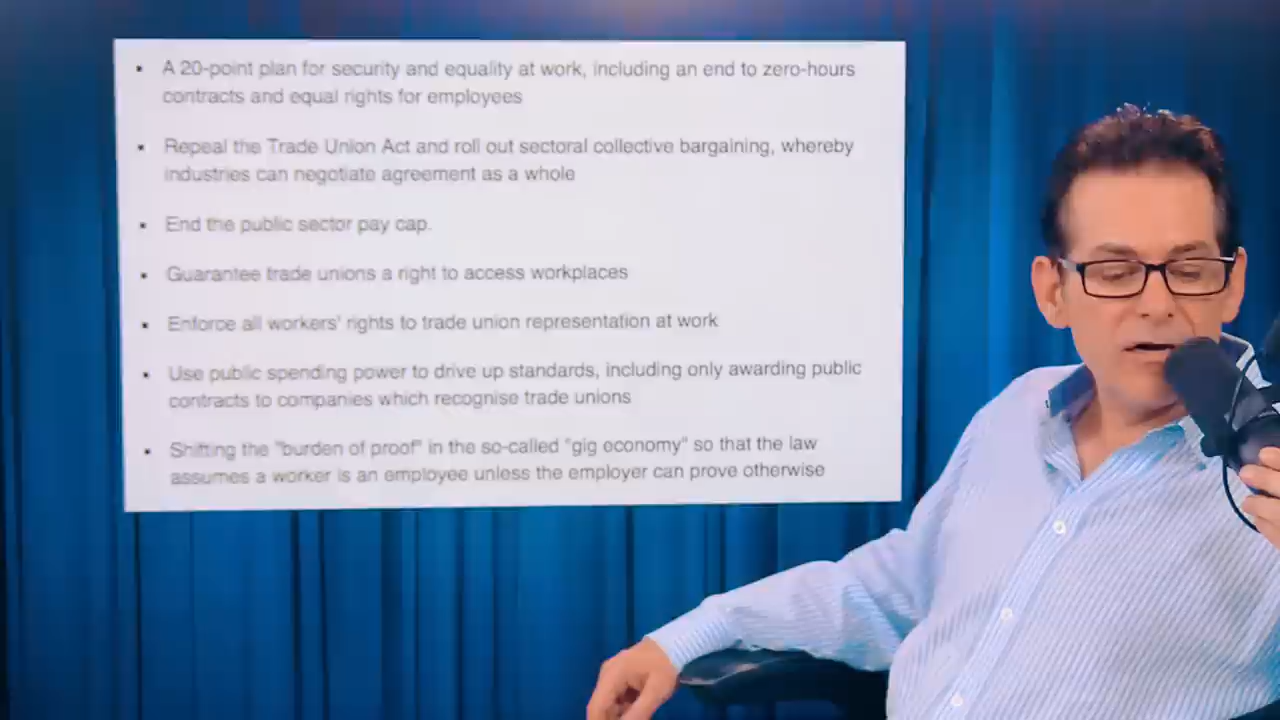 A 20-point plan for security and equality at work, including an end to zero-hours
contracts and equal rights for employees
Repeal the Trade Union Act and roll out sectoral collective bargaining, whereby
industries can negotiate agreement as a whole
End the public sector pay cap.
Guarantee trade unions a right to access workplaces
Enforce all workers' rights to trade union representation at work
Use public spending power to drive up standards, including only awarding public
contracts to companies which recognise trade unions
Shifting the "burden of proof" in the so-called "gig economy" so that the law
assumes a worker is an employee unless the employer can prove otherwise